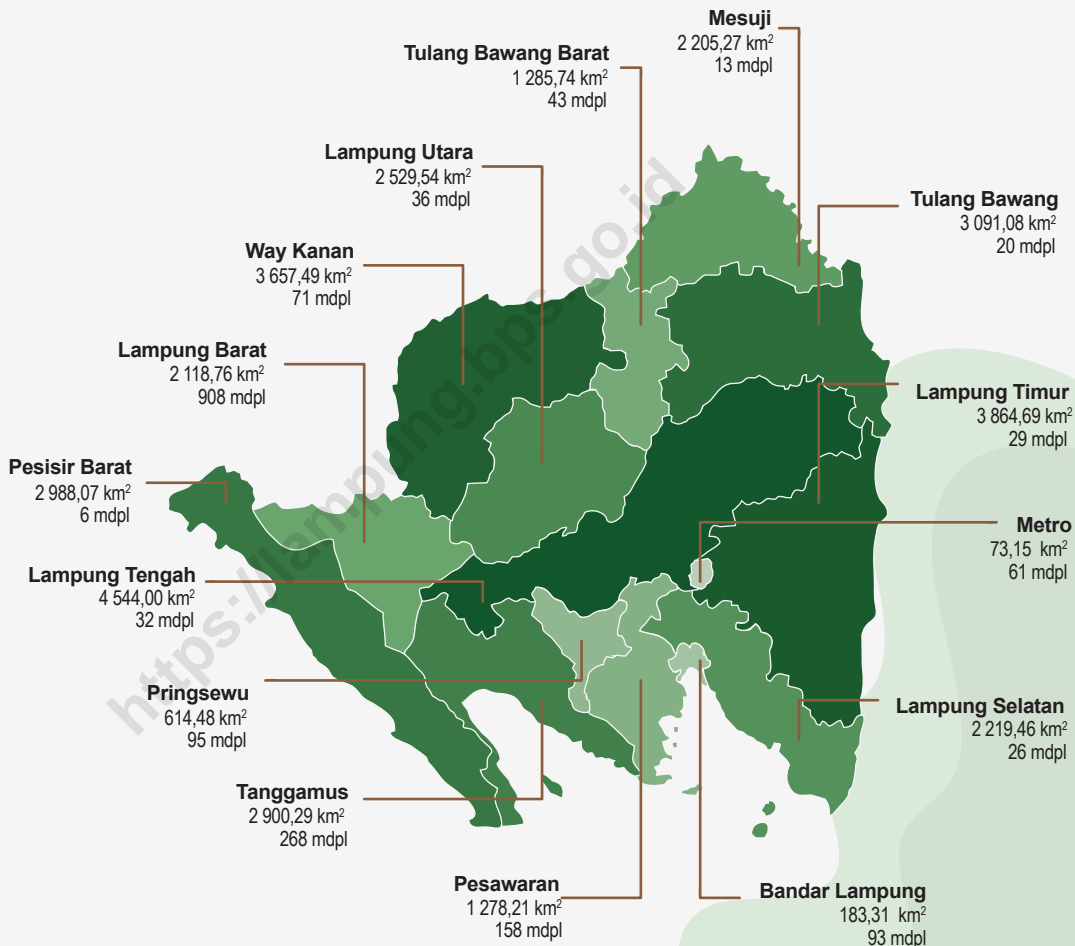 Mesuji
2 205,27 km²
13 mdpl
Tulang Bawang Barat
1 285,74 km²
43 mdpl
Lampung Utara
2 529,54 km²
36 mdpl
Tulang Bawang
3 091,08 km²
20 mdpl
Way Kanan
3 657,49 km²
71 mdpl
Lampung Barat
2 118,76 km²
908 mdpl
Lampung Timur
3 864,69 km²
29 mdpl
Pesisir Barat
2 988,07 km²
6 mdpl
Metro
73,15 km²
61 mdpl
Lampung Tengah
4 544,00 km²
32 mdpl
Pringsewu
614,48 km²
95 mdpl
Lampung Selatan
2 219,46 km²
26 mdpl
Tanggamus
2 900,29 km²
268 mdpl
Pesawaran
1 278,21 km²
158 mdpl
Bandar Lampung
183,31 km²
93 mdpl
https://lampung.bps.go.id